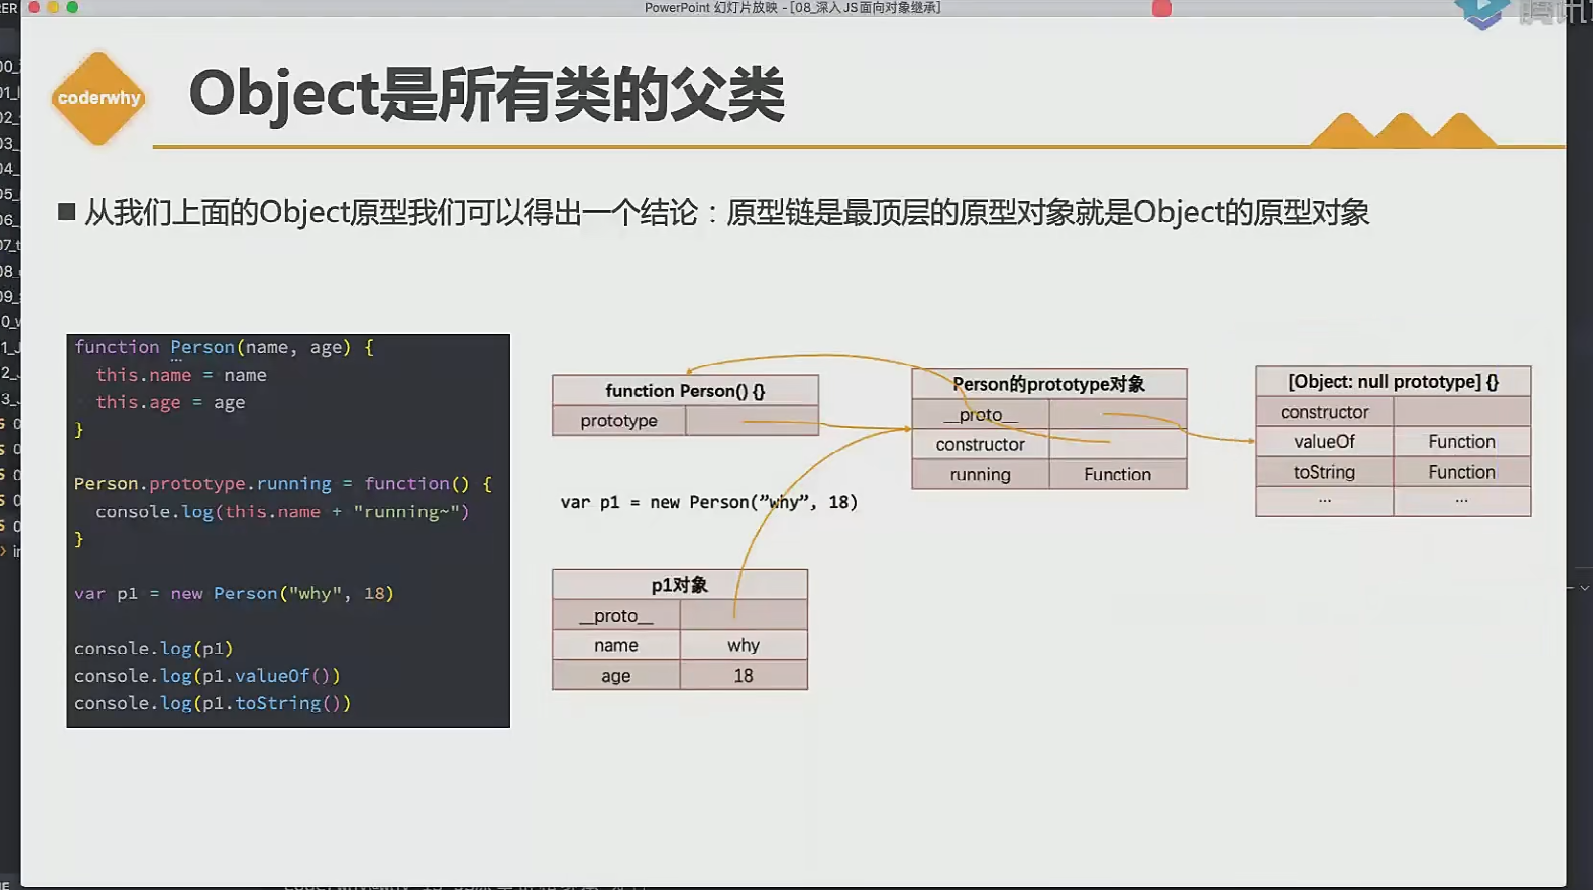 PowerPoint 幻灯片放映 - [08_深入JS面向对象继承]
coderwhy
Object是所有类的父类
从我们上面的Object原型我们可以得出一个结论：原型链是最顶层的原型对象就是Object的原型对象
function Person(name, age) {
this.name = name
this.age = age
}
Person.prototype.running = function() {
console.log(this.name + "running~")
}
var p1 = new Person("why", 18)
console.log(p1)
console.log(p1.valueOf())
console.log(p1.toString())
function Person() {}
prototype
var p1 = new Person(”why”, 18)
p1对象
__proto__
name why
age 18
Person的prototype对象
__proto__
constructor
running Function
[Object: null prototype] {}
constructor
valueOf Function
toString Function
... ...